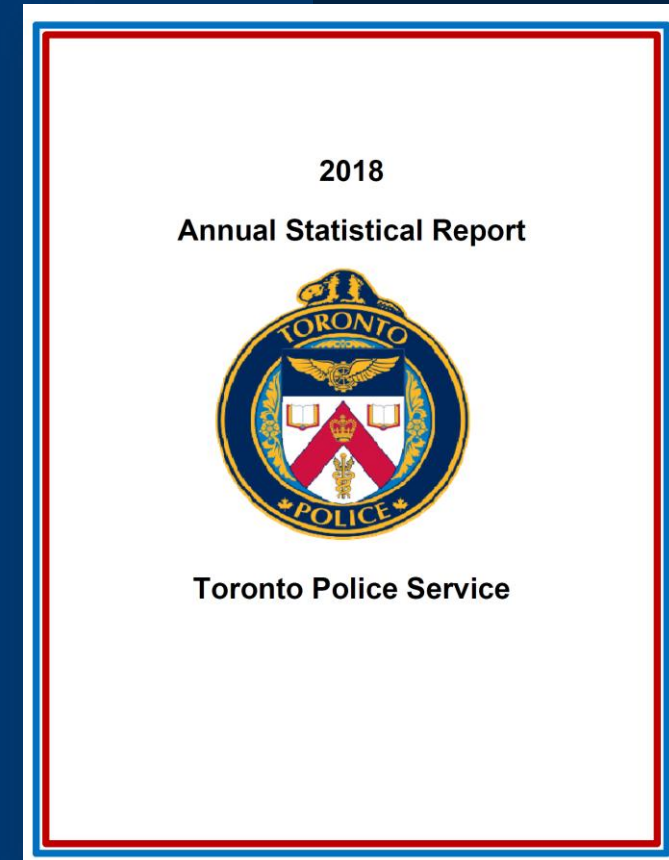 2018
Annual Statistical Report
TORONTO
POLICE
Toronto Police Service